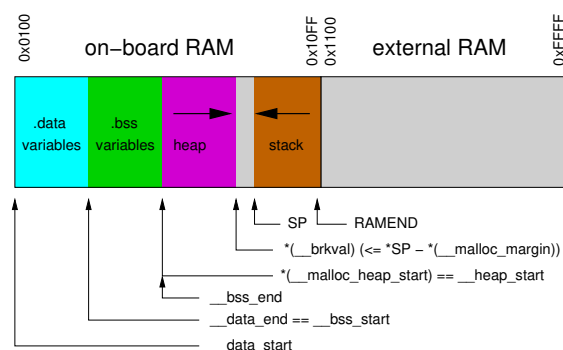 0x0100
0x10FF
0x1100
0xFFFF
on−board RAM
external RAM
.data
variables
.bss
variables
heap
stack
SP
RAMEND
*(__brkval) (<= *SP − *(__malloc_margin))
*(__malloc_heap_start) == __heap_start
__bss_end
__data_end == __bss_start
__data_start